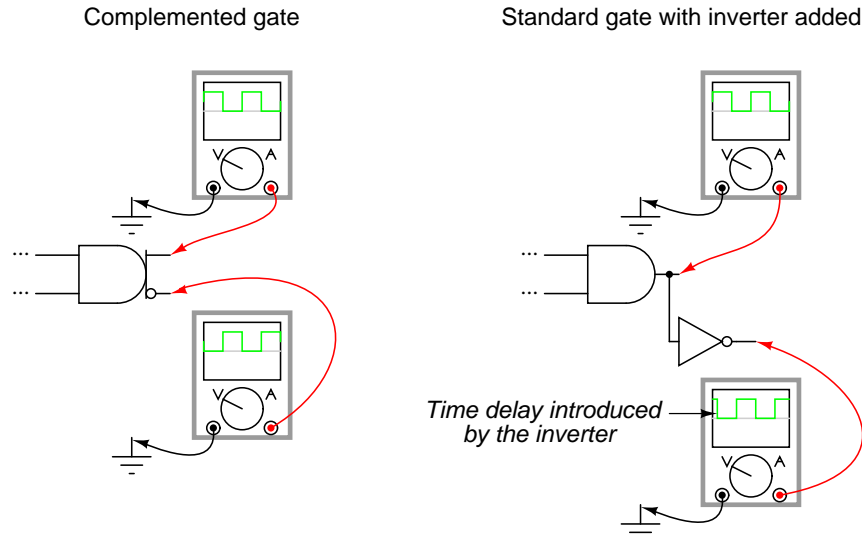 Complemented gate
Standard gate with inverter added
V A
V A
...
...
...
...
V A
Time delay introduced
by the inverter
V A